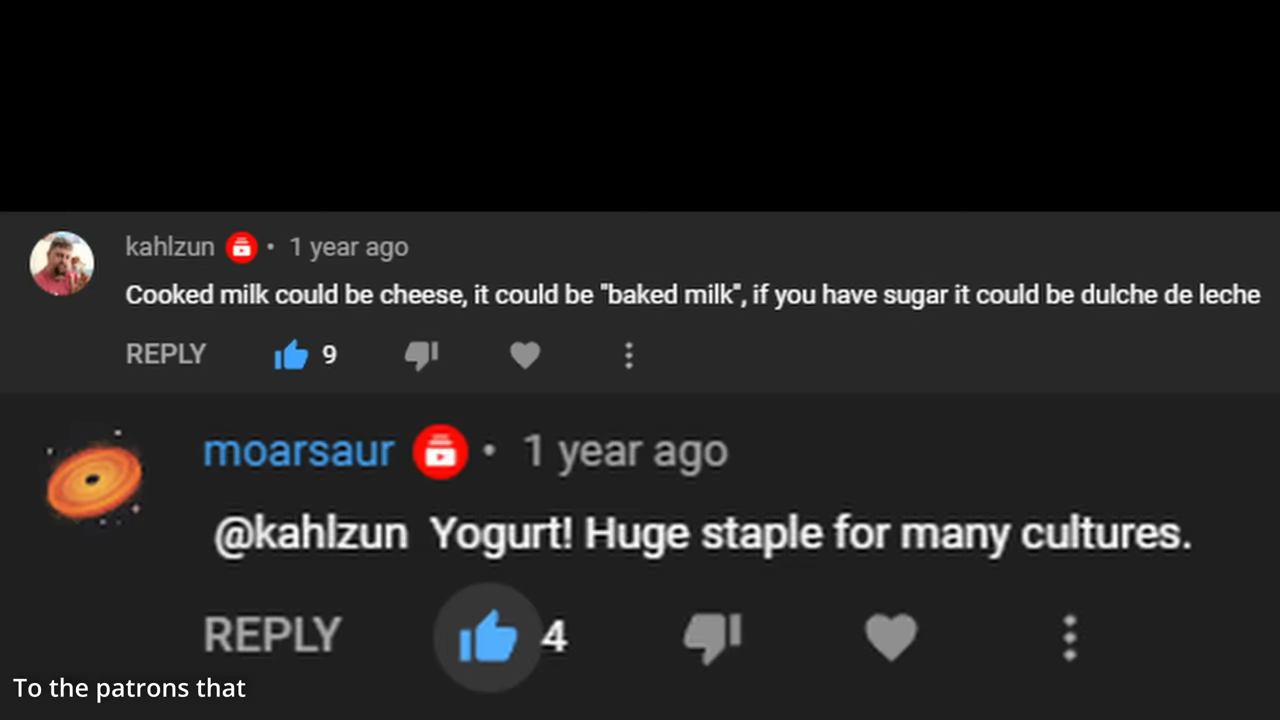 kahlzun • 1 year ago
Cooked milk could be cheese, it could be "baked milk", if you have sugar it could be dulche de leche
REPLY 9
moarsaur • 1 year ago
@kahlzun Yogurt! Huge staple for many cultures.
REPLY 4
To the patrons that